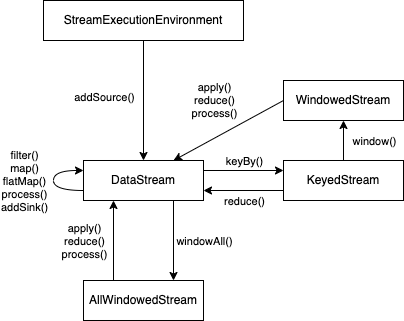 StreamExecutionEnvironment
addSource()
apply()
reduce()
process()
WindowedStream
window()
filter()
map()
flatMap()
process()
addSink()
DataStream
keyBy()
KeyedStream
reduce()
apply()
reduce()
process()
windowAll()
AllWindowedStream